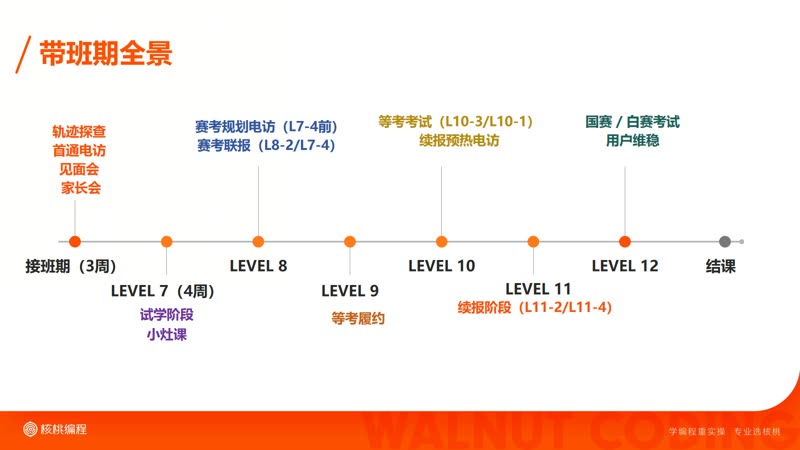 带班期全景
轨迹探查
首通电访
见面会
家长会
赛考规划电访（L7-4前）
赛考联报（L8-2/L7-4）
等考考试（L10-3/L10-1）
续报预热电访
国赛 / 白赛考试
用户维稳
接班期（3周）
LEVEL 7（4周）
试学阶段
小灶课
LEVEL 8
LEVEL 9
等考履约
LEVEL 10
LEVEL 11
续报阶段（L11-2/L11-4）
LEVEL 12
结课
核桃编程
WALNUT CODING
学编程重实操 专业选核桃